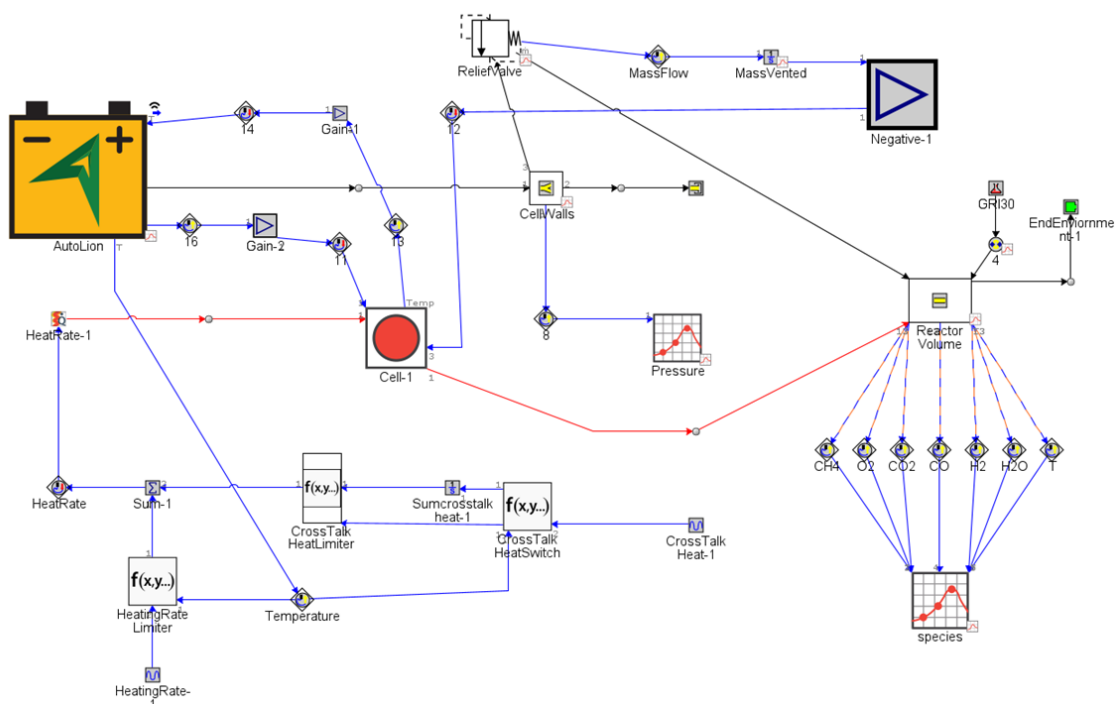 ReliefValve
MassFlow
MassVented
Negative-1
14
Gain-1
12
CellWalls
GRI30
EndEnviornme
nt-1
4
AutoLion
16
Gain-2
11
13
Temp
HeatRate-1
Cell-1
8
Pressure
Reactor
Volume
CH4
O2
CO2
CO
H2
H2O
T
HeatRate
Sum-1
f(x,y...)
CrossTalk
HeatLimiter
Sumcrosstalk
heat-1
f(x,y...)
CrossTalk
HeatSwitch
CrossTalk
Heat-1
f(x,y...)
HeatingRate
Limiter
Temperature
species
HeatingRate-
1